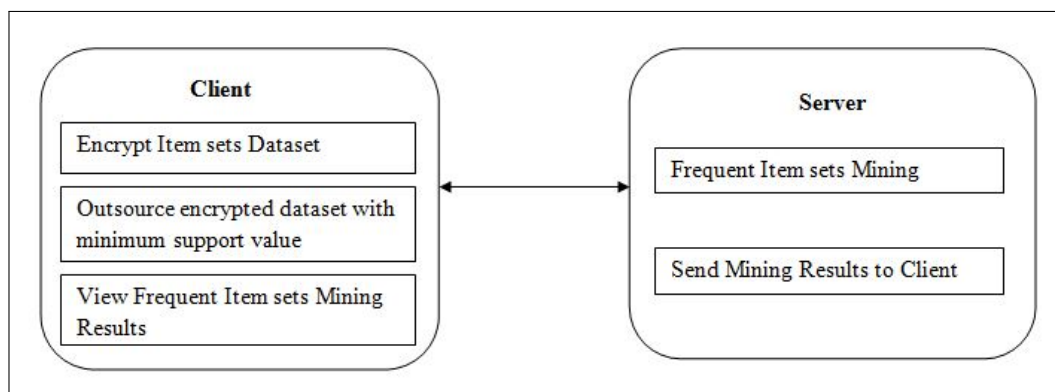 Client
Encrypt Item sets Dataset
Outsource encrypted dataset with
minimum support value
View Frequent Item sets Mining
Results
Server
Frequent Item sets Mining
Send Mining Results to Client